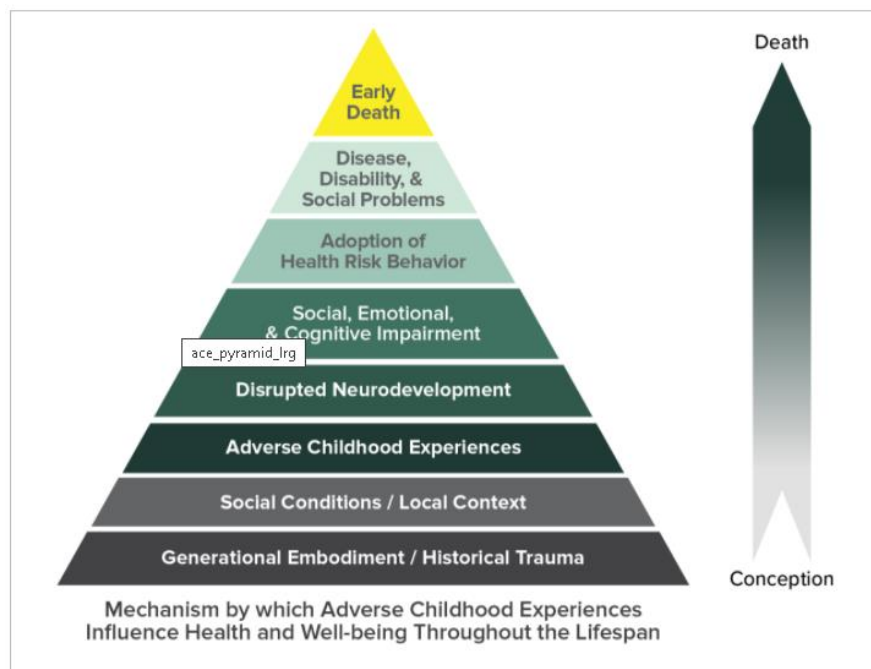 Death
Early
Death
Disease,
Disability, &
Social Problems
Adoption of
Health Risk Behavior
Social, Emotional,
& Cognitive Impairment
ace_pyramid_lrg
Disrupted Neurodevelopment
Adverse Childhood Experiences
Social Conditions / Local Context
Generational Embodiment / Historical Trauma
Conception
Mechanism by which Adverse Childhood Experiences
Influence Health and Well-being Throughout the Lifespan